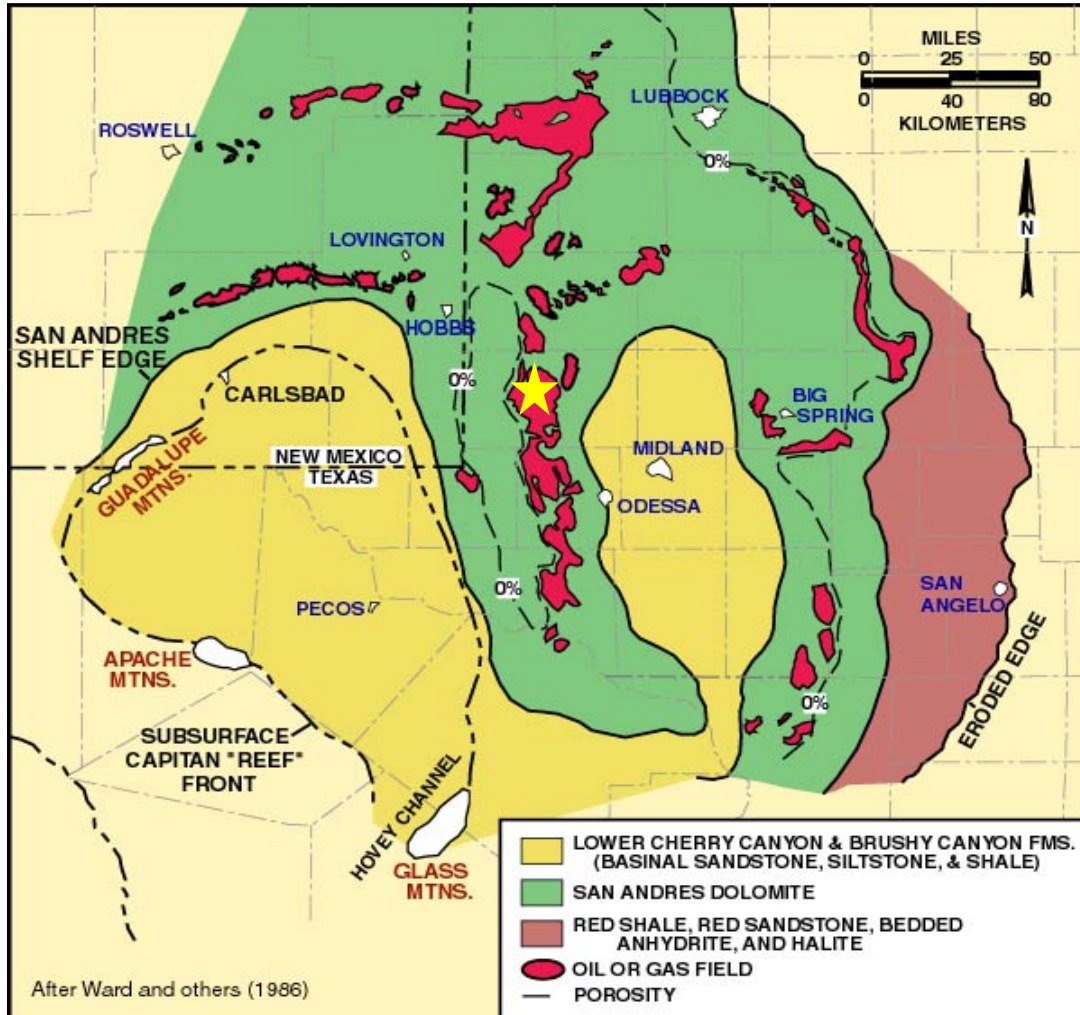 MILES
0 25 50
0 40 80
KILOMETERS
LUBBOCK
ROSWELL
0%
N
LOVINGTON
HOBBS
SAN ANDRES
SHELF EDGE
0%
CARLSBAD
BIG
SPRING
GUADALUPE
MTNS.
NEW MEXICO
TEXAS
MIDLAND
ODESSA
0%
PECOS
SAN
ANGELO
APACHE
MTNS.
0%
ERODED EDGE
SUBSURFACE
CAPITAN "REEF"
FRONT
HOVEY CHANNEL
GLASS
MTNS.
LOWER CHERRY CANYON & BRUSHY CANYON FMS.
(BASINAL SANDSTONE, SILTSTONE, & SHALE)
SAN ANDRES DOLOMITE
RED SHALE, RED SANDSTONE, BEDDED
ANHYDRITE, AND HALITE
OIL OR GAS FIELD
POROSITY
After Ward and others (1986)